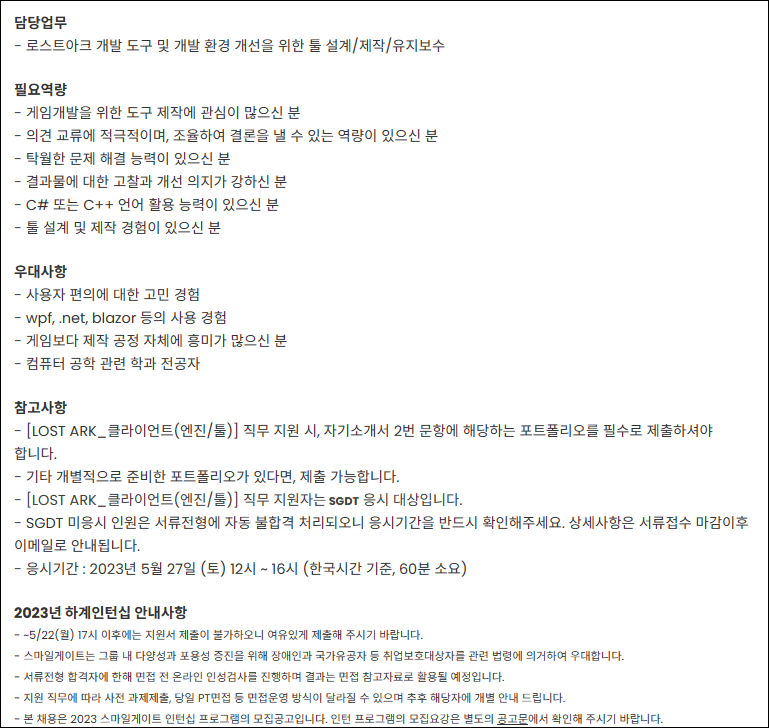 담당업무
- 로스트아크 개발 도구 및 개발 환경 개선을 위한 툴 설계/제작/유지보수
필요역량
- 게임개발을 위한 도구 제작에 관심이 많으신 분
- 의견 교류에 적극적이며, 조율하여 결론을 낼 수 있는 역량이 있으신 분
- 탁월한 문제 해결 능력이 있으신 분
- 결과물에 대한 고찰과 개선 의지가 강하신 분
- C# 또는 C++ 언어 활용 능력이 있으신 분
- 툴 설계 및 제작 경험이 있으신 분
우대사항
- 사용자 편의에 대한 고민 경험
- wpf, .net, blazor 등의 사용 경험
- 게임보다 제작 공정 자체에 흥미가 많으신 분
- 컴퓨터 공학 관련 학과 전공자
참고사항
- [LOST ARK_클라이언트(엔진/툴)] 직무 지원 시, 자기소개서 2번 문항에 해당하는 포트폴리오를 필수로 제출하셔야
합니다.
- 기타 개별적으로 준비한 포트폴리오가 있다면, 제출 가능합니다.
- [LOST ARK_클라이언트(엔진/툴)] 직무 지원자는 SGDT 응시 대상입니다.
- SGDT 미응시 인원은 서류전형에 자동 불합격 처리되오니 응시기간을 반드시 확인해주세요. 상세사항은 서류접수 마감이후
이메일로 안내됩니다.
- 응시기간 : 2023년 5월 27일 (토) 12시 ~ 16시 (한국시간 기준, 60분 소요)
2023년 하계인턴십 안내사항
- ~5/22(월) 17시 이후에는 지원서 제출이 불가하오니 여유있게 제출해 주시기 바랍니다.
- 스마일게이트는 그룹 내 다양성과 포용성 증진을 위해 장애인과 국가유공자 등 취업보호대상자를 관련 법령에 의거하여 우대합니다.
- 서류전형 합격자에 한해 면접 전 온라인 인성검사를 진행하며 결과는 면접 참고자료로 활용될 예정입니다.
- 지원 직무에 따라 사전 과제제출, 당일 PT면접 등 면접운영 방식이 달라질 수 있으며 추후 해당자에 개별 안내 드립니다.
- 본 채용은 2023 스마일게이트 인턴십 프로그램의 모집공고입니다. 인턴 프로그램의 모집요강은 별도의 공고문에서 확인해 주시기 바랍니다.